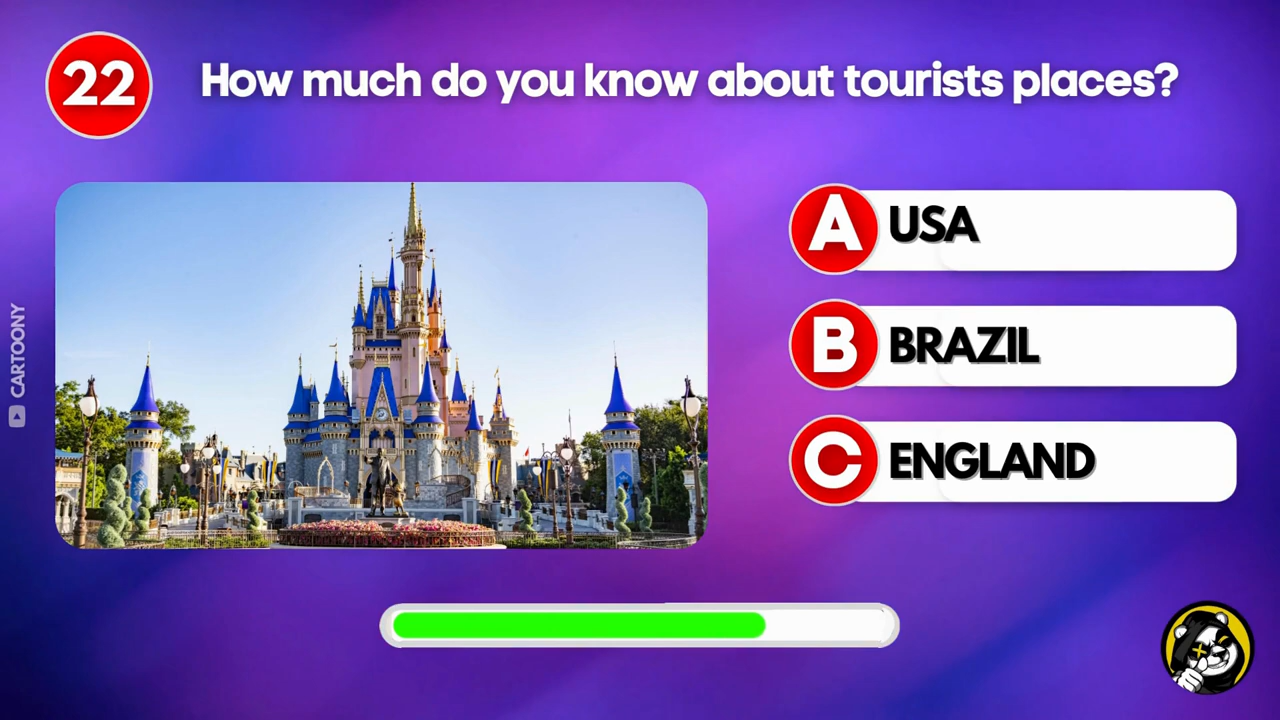 22
How much do you know about tourists places?
A USA
B BRAZIL
C ENGLAND
CARTOONY